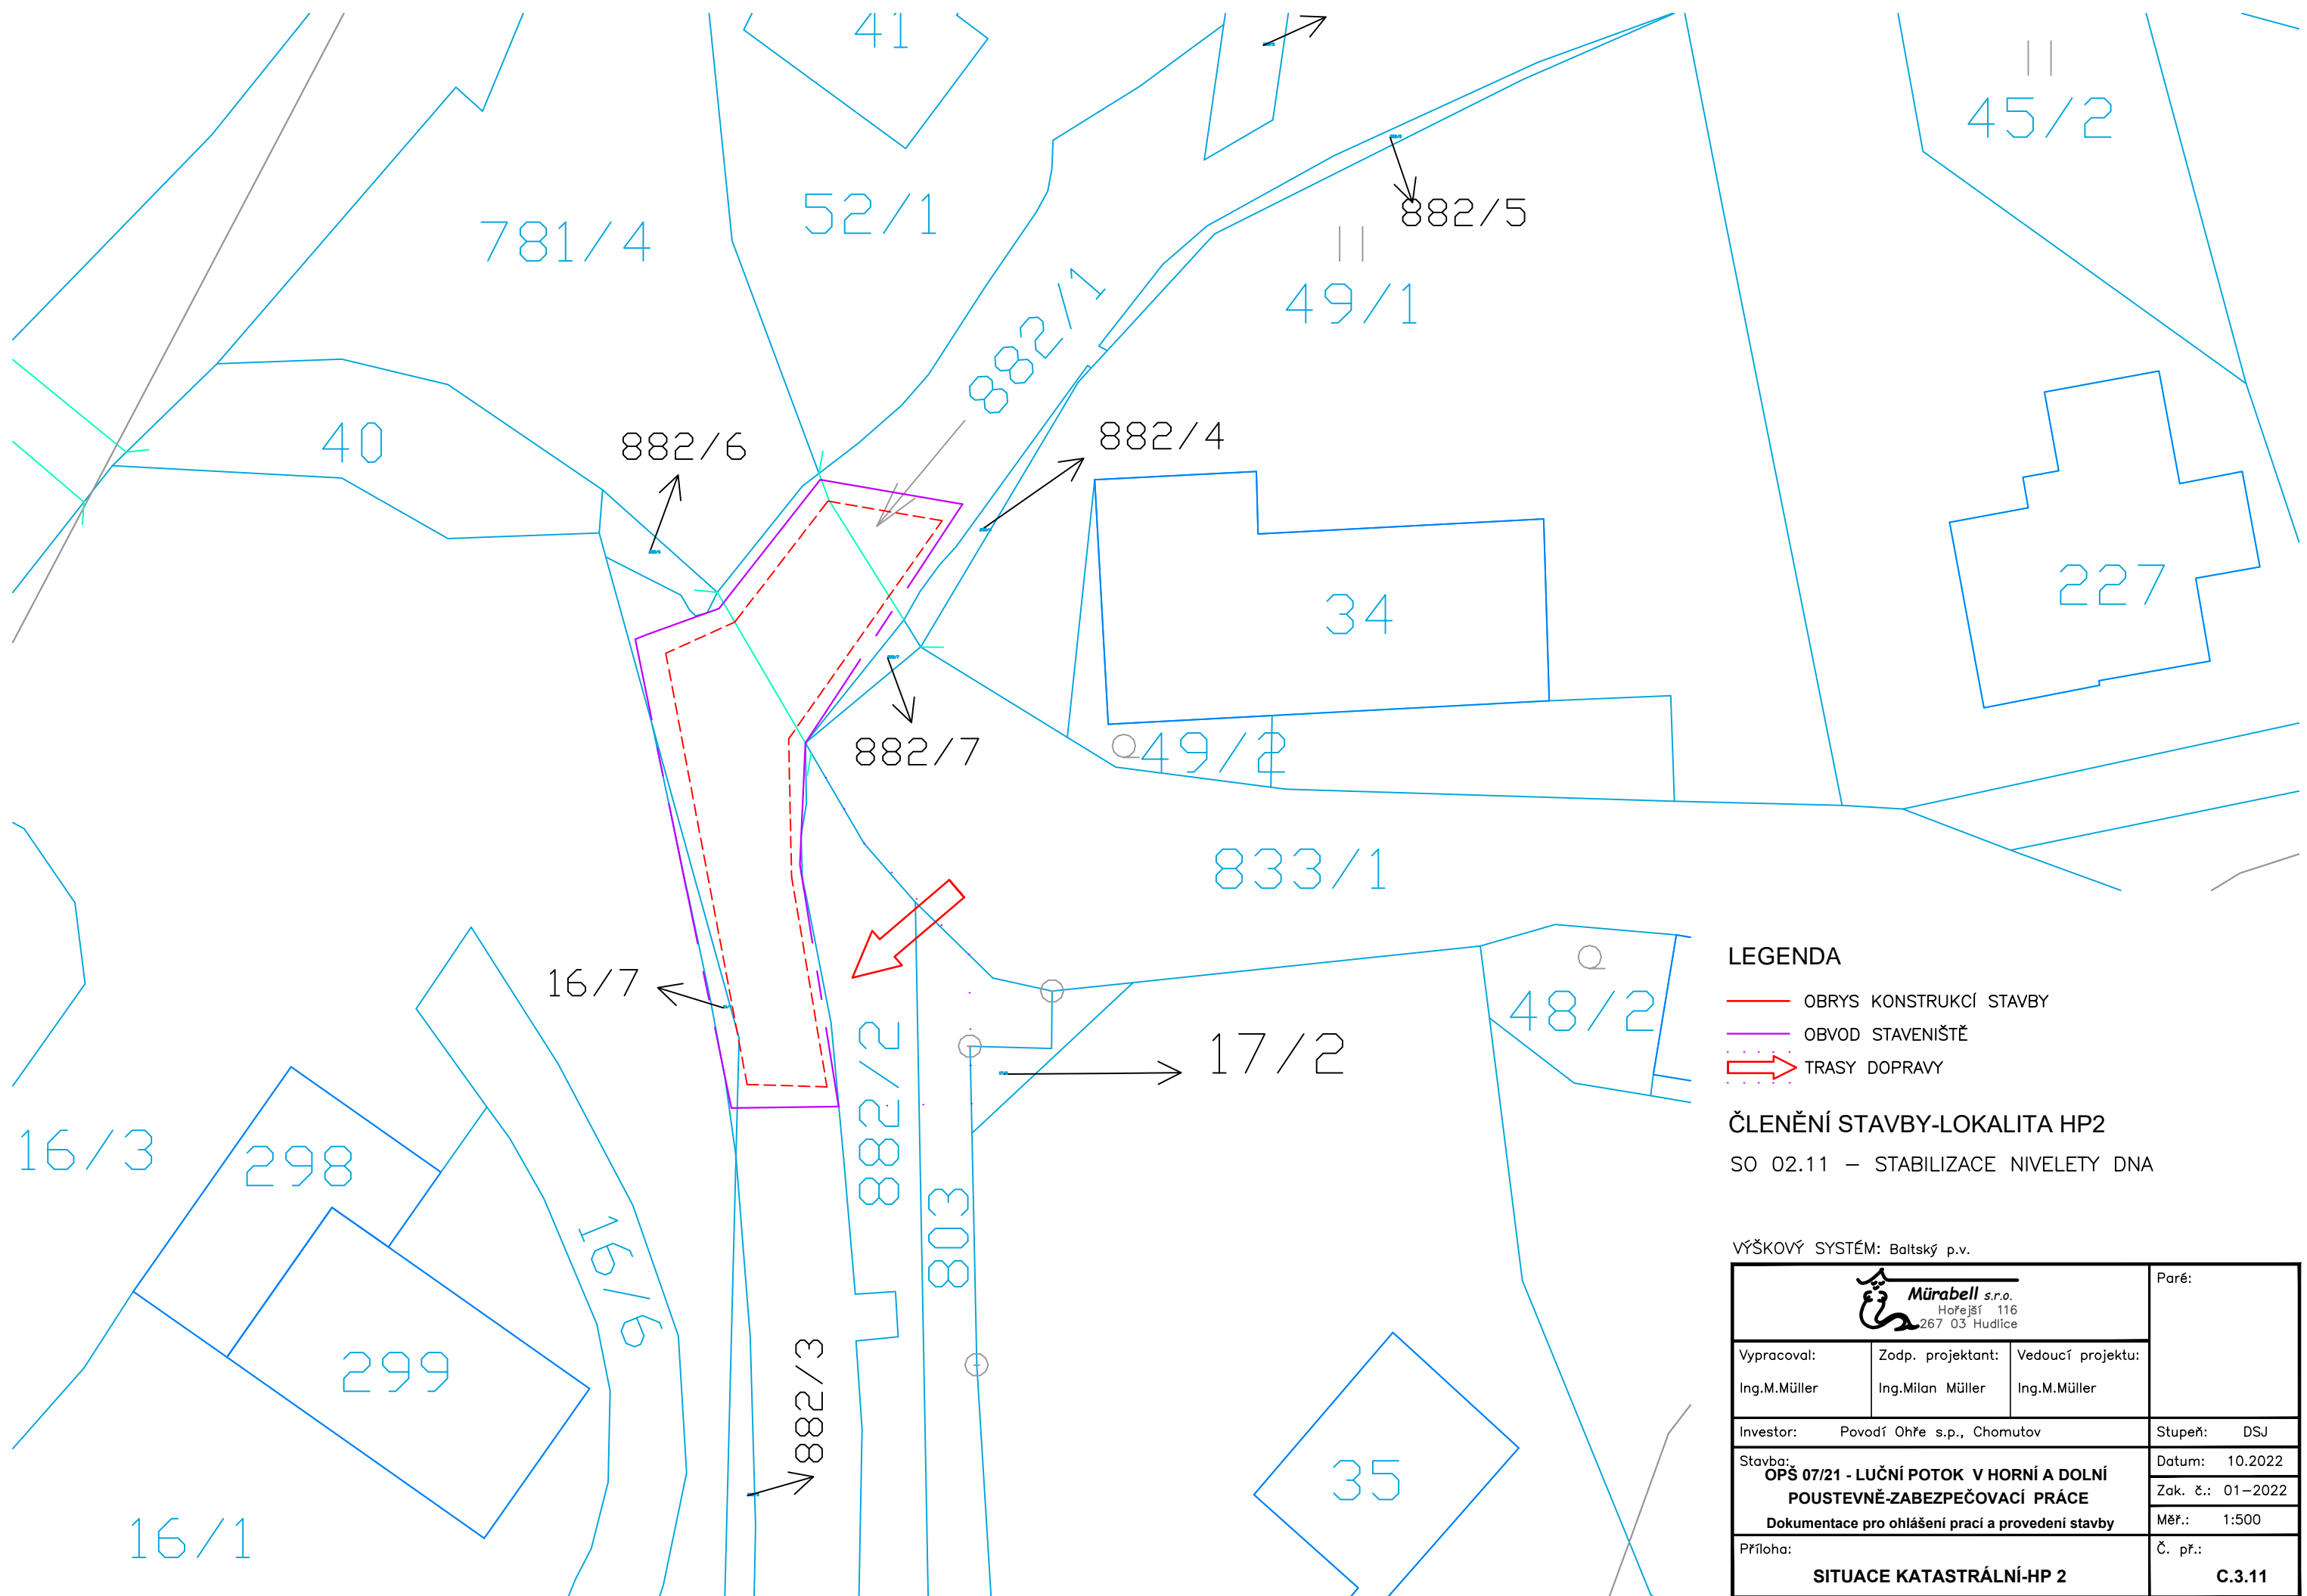 41
45/2
52/1
781/4
882/5
882/1
49/1
40
882/6
882/4
227
34
882/7
49/2
833/1
16/7
48/2
17/2
882/2
803
16/3
298
16/6
299
882/3
35
16/1
LEGENDA
OBRYS KONSTRUKCÍ STAVBY
OBVOD STAVENIŠTĚ
TRASY DOPRAVY
ČLENĚNÍ STAVBY-LOKALITA HP2
SO 02.11 – STABILIZACE NIVELETY DNA
VÝŠKOVÝ SYSTÉM: Baltský p.v.
Mürabell s.r.o.
Hořejší 116
267 03 Hudlice
Paré:
Vypracoval: Zodp. projektant: Vedoucí projektu:
Ing.M.Müller Ing.Milan Müller Ing.M.Müller
Investor: Povodí Ohře s.p., Chomutov
Stupeň: DSJ
Stavba:
OPŠ 07/21 - LUČNÍ POTOK V HORNÍ A DOLNÍ
POUSTEVNĚ-ZABEZPEČOVACÍ PRÁCE
Dokumentace pro ohlášení prací a provedení stavby
Datum: 10.2022
Zak. č.: 01–2022
Měř.: 1:500
Příloha:
SITUACE KATASTRÁLNÍ-HP 2
Č. př.:
C.3.11